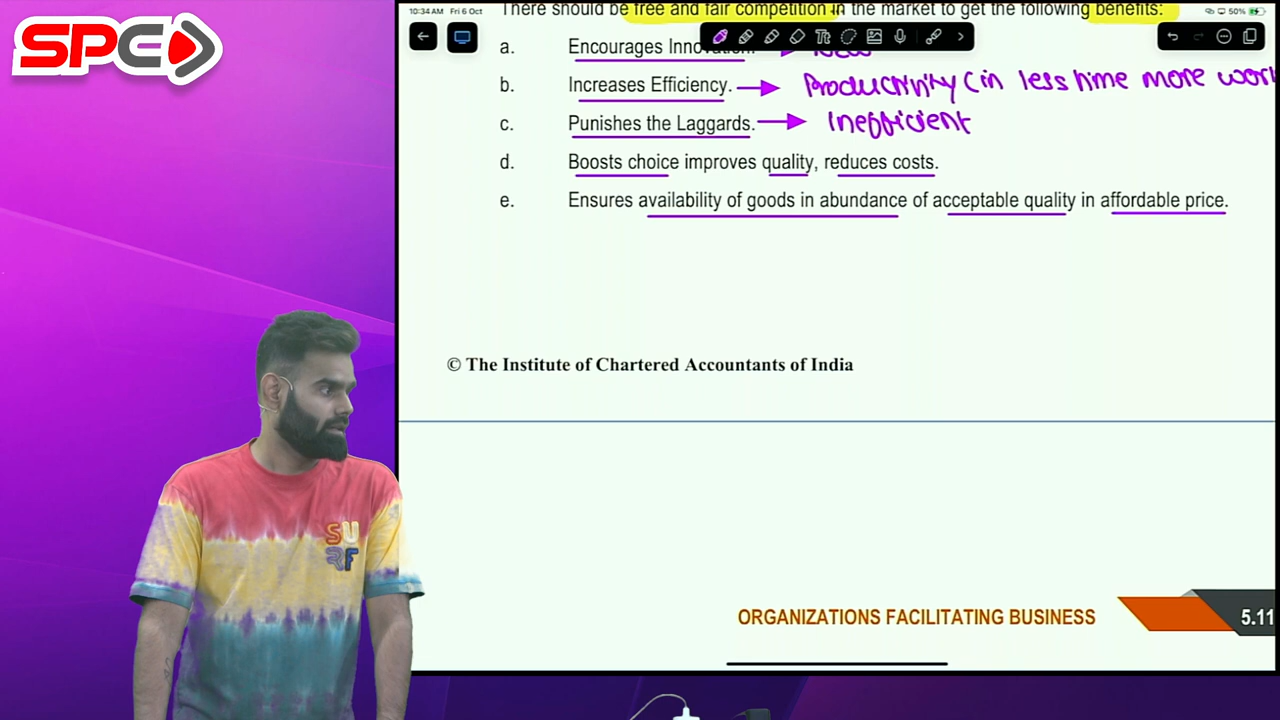 SPC
10:34 AM Fri 6 Oct
50%
There should be free and fair competition in the market to get the following benefits:
a. Encourages Innovation.
b. Increases Efficiency. Productivity (in less time more work
c. Punishes the Laggards. Inefficient
d. Boosts choice improves quality, reduces costs.
e. Ensures availability of goods in abundance of acceptable quality in affordable price.
© The Institute of Chartered Accountants of India
SU
RF
ORGANIZATIONS FACILITATING BUSINESS 5.11